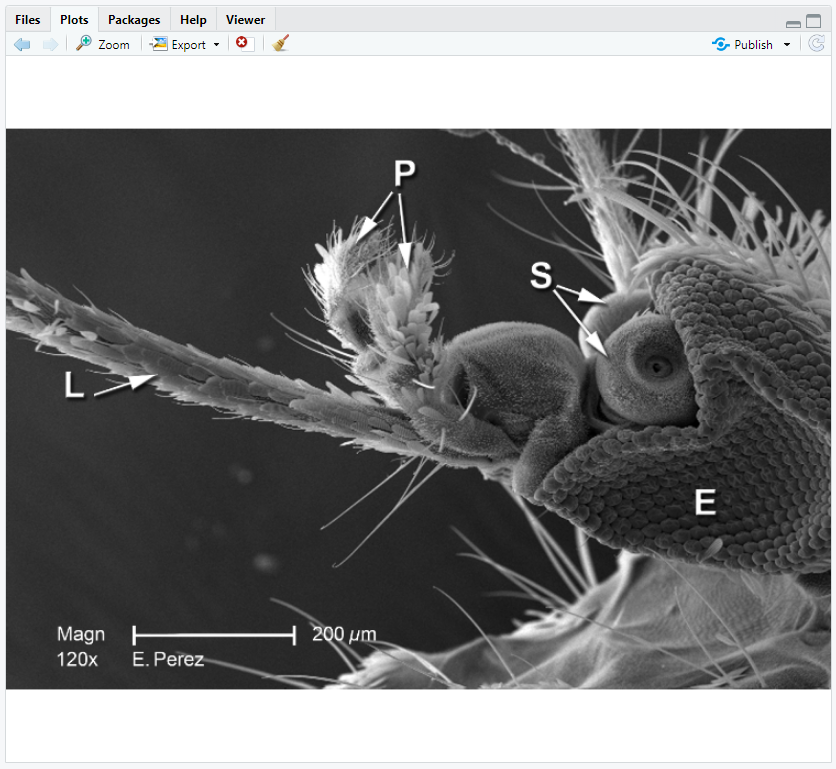 Files Plots Packages Help Viewer
Zoom Export Publish
P
S
L
E
Magn 200 µm
120x E. Perez